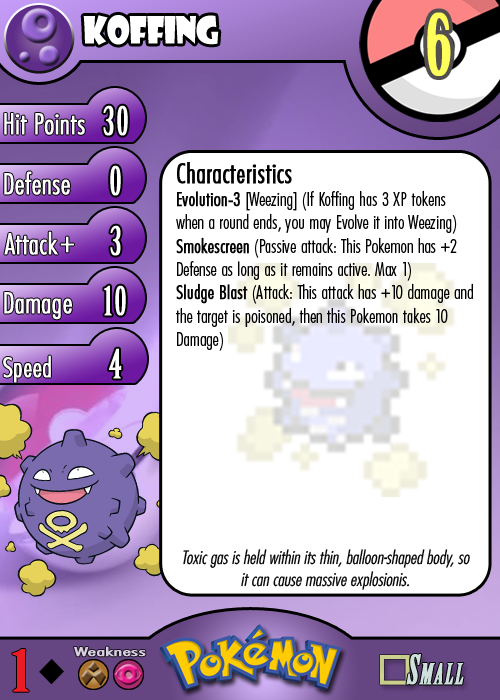 KOFFING
6
Hit Points 30
Defense 0
Attack+ 3
Damage 10
Speed 4
Characteristics
Evolution-3 [Weezing] (If Koffing has 3 XP tokens
when a round ends, you may Evolve it into Weezing)
Smokescreen (Passive attack: This Pokemon has +2
Defense as long as it remains active. Max 1)
Sludge Blast (Attack: This attack has +10 damage and
the target is poisoned, then this Pokemon takes 10
Damage)
Toxic gas is held within its thin, balloon-shaped body, so
it can cause massive explosionis.
1
Weakness
POKéMON
SMALL